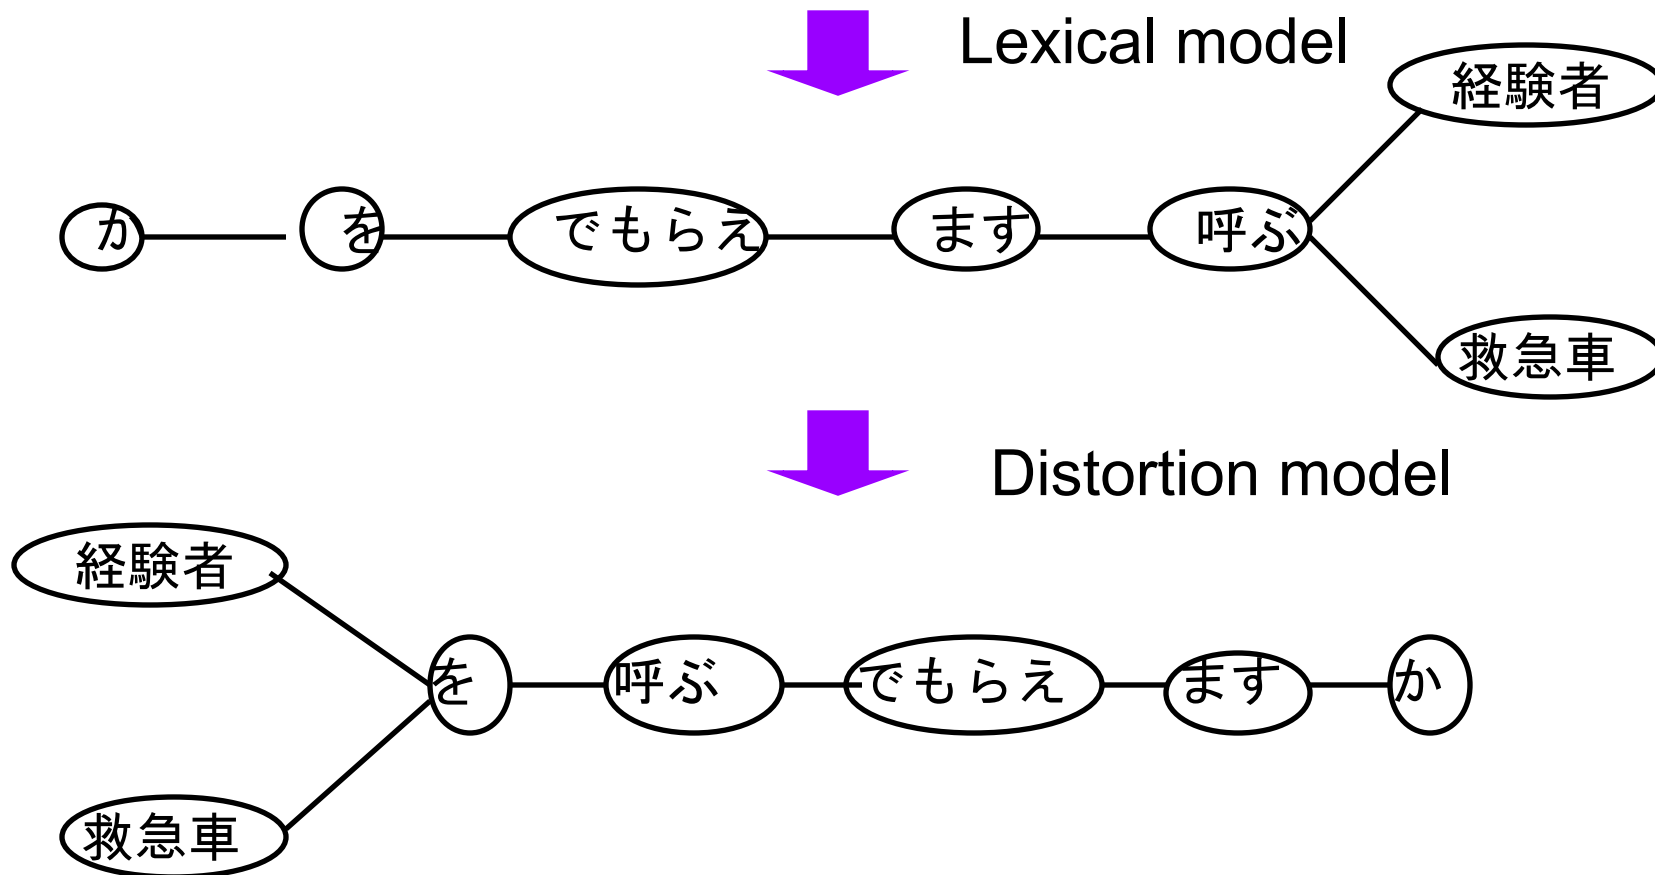 Lexical model
経験者
か を でもらえ ます 呼ぶ
救急車
Distortion model
経験者
を 呼ぶ でもらえ ます か
救急車